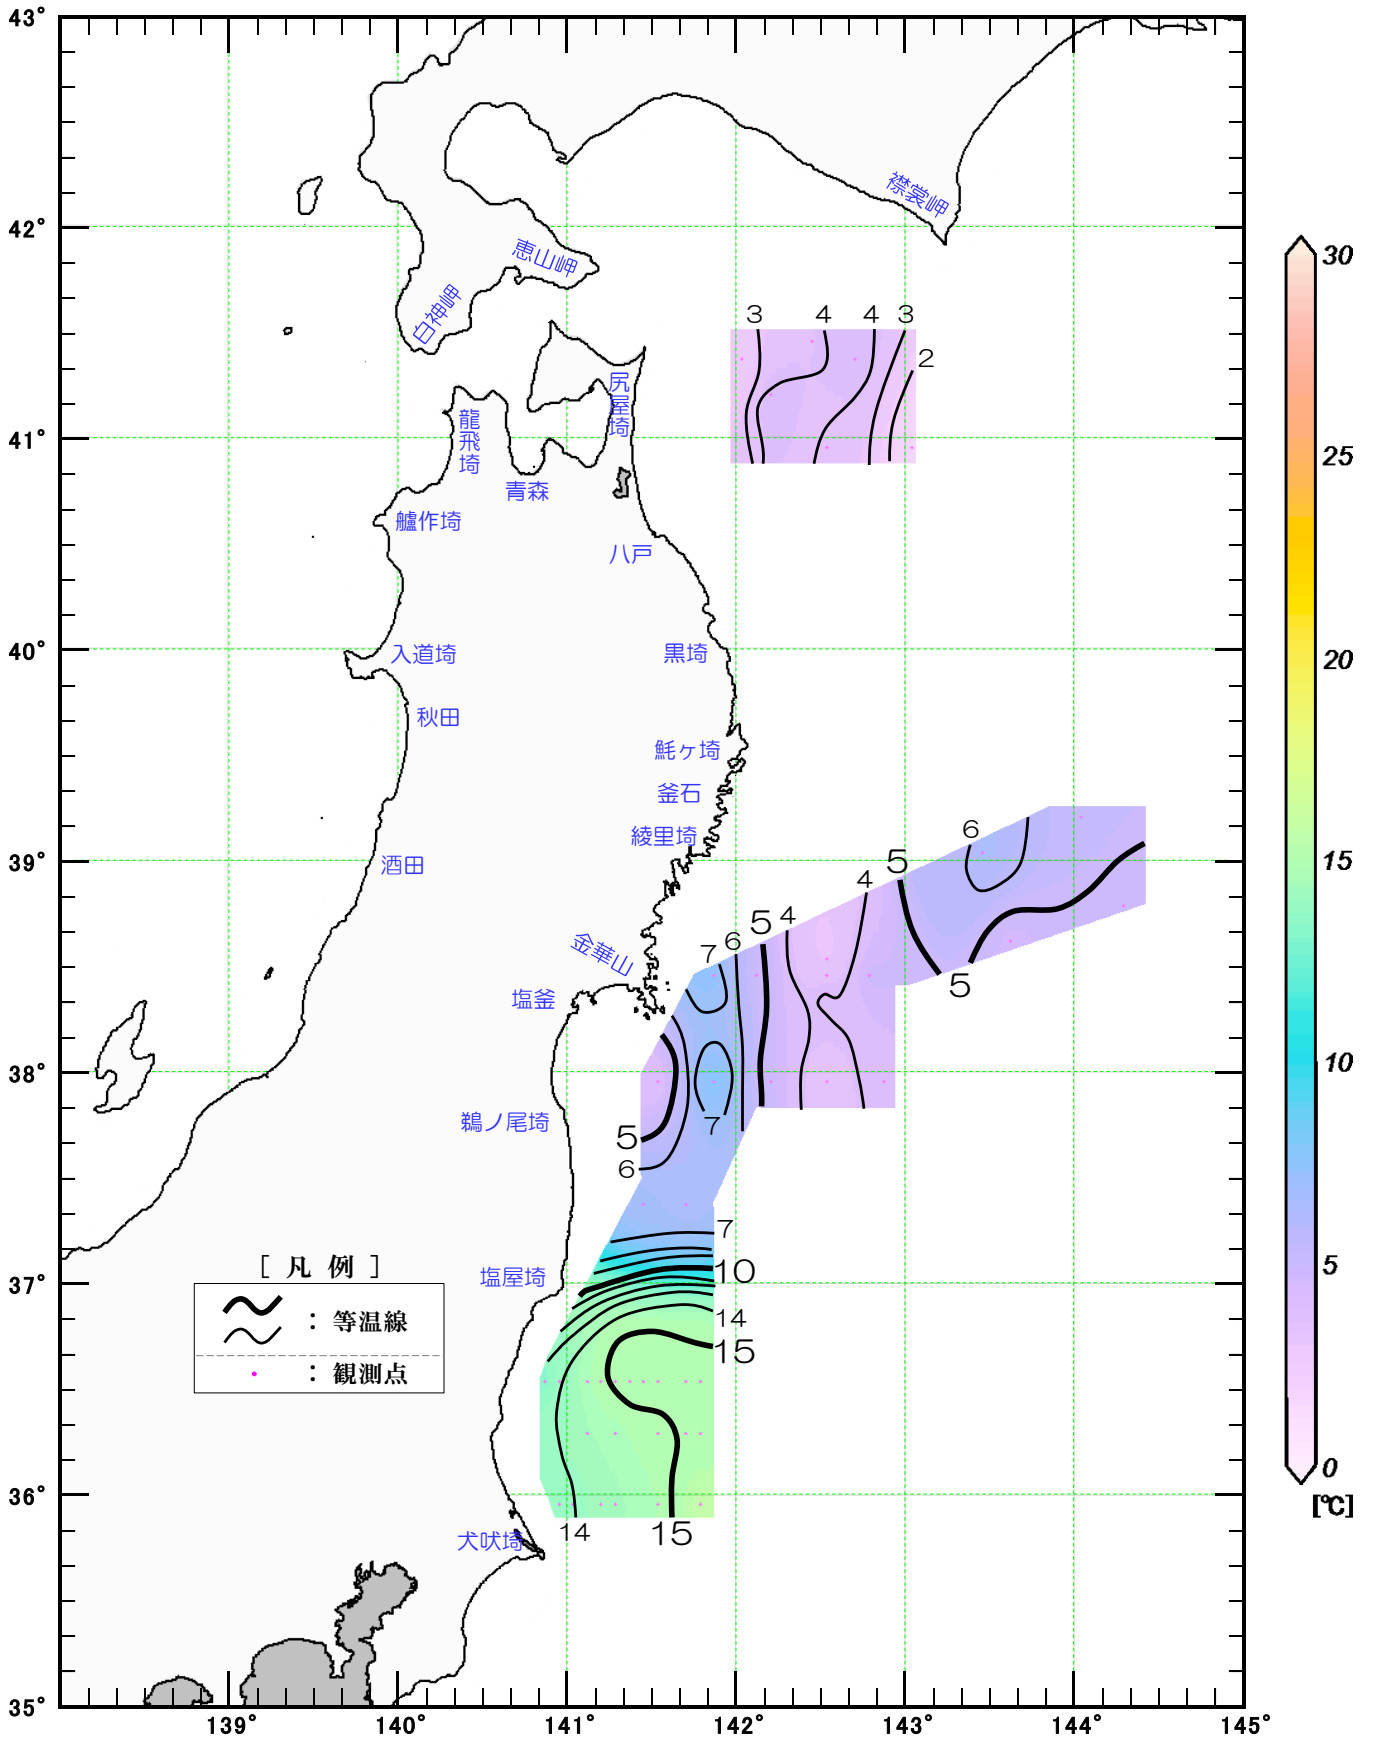 43°
42°
41°
40°
39°
38°
37°
36°
35°
139°
140°
141°
142°
143°
144°
145°
襟裳岬
恵山岬
白神岬
尻屋埼
龍飛埼
青森
艫作埼
八戸
入道埼
黒埼
秋田
魹ヶ埼
釜石
綾里埼
酒田
金華山
塩釜
鵜ノ尾埼
塩屋埼
犬吠埼
3
4
4
3
2
6
5
4
5
4
5
6
7
7
5
6
7
10
14
15
14
15
[ 凡 例 ]
: 等温線
: 観測点
30
25
20
15
10
5
0
[℃]